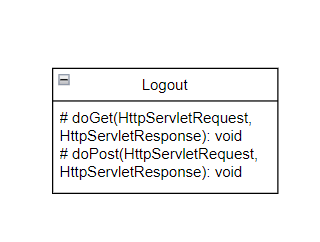 Logout
# doGet(HttpServletRequest,
HttpServletResponse): void
# doPost(HttpServletRequest,
HttpServletResponse): void